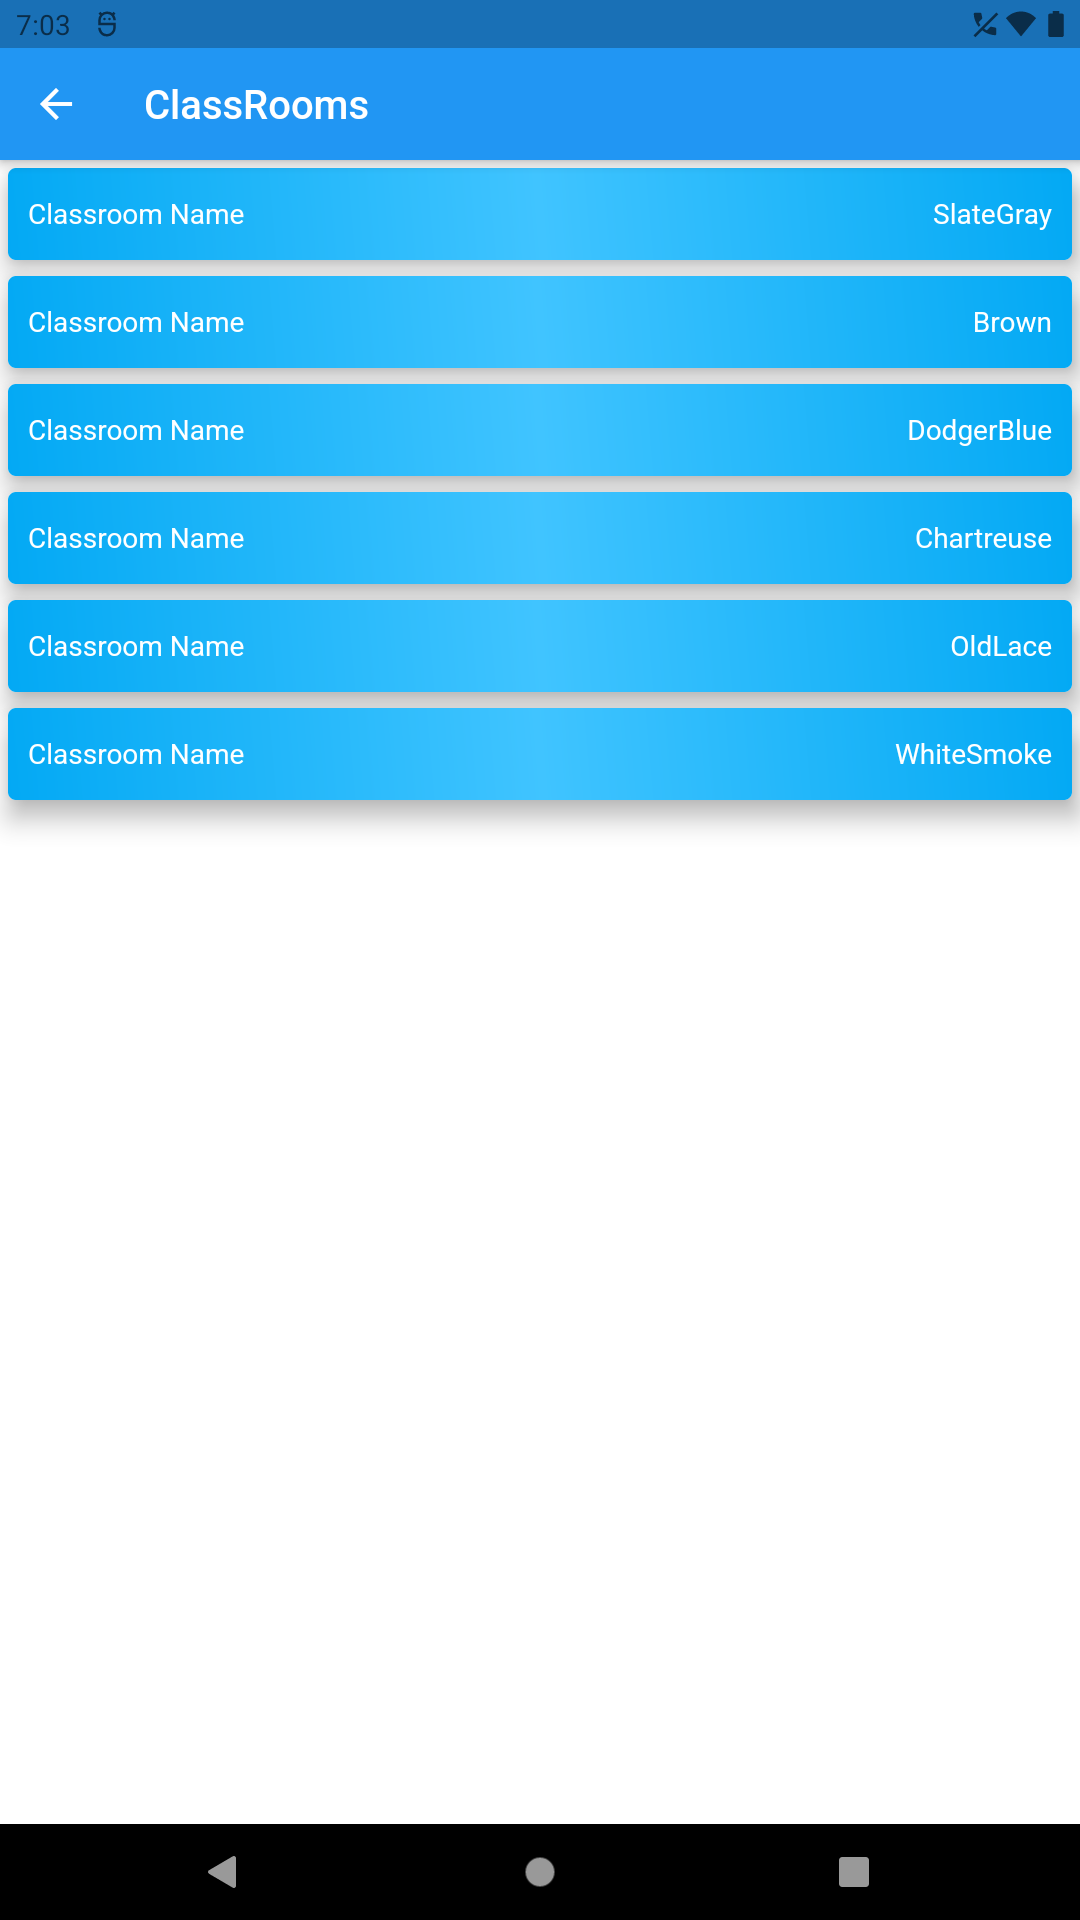 7:03
ClassRooms
Classroom Name SlateGray
Classroom Name Brown
Classroom Name DodgerBlue
Classroom Name Chartreuse
Classroom Name OldLace
Classroom Name WhiteSmoke